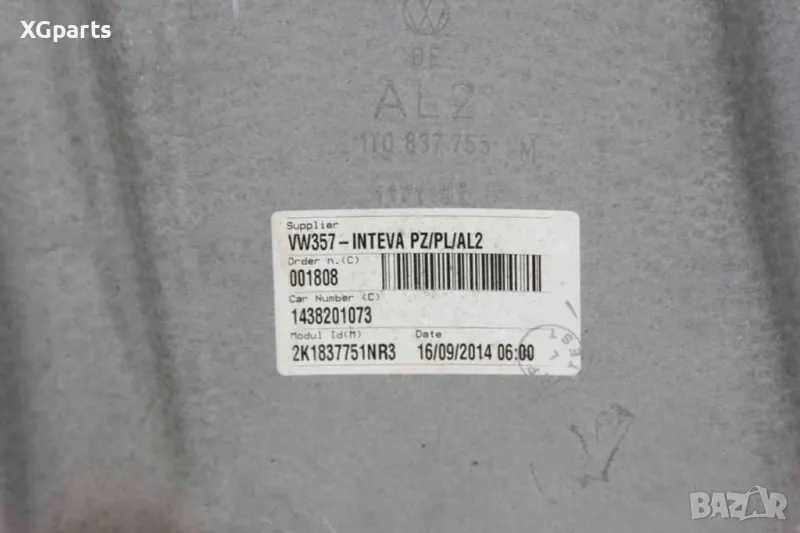 XGparts
DE
AL2
1T0 837 755 M
Supplier
VW357-INTEVA PZ/PL/AL2
Order n.(C)
001808
Car Number (C)
1438201073
Modul Id(M) Date
2K1837751NR3 16/09/2014 06:00
BAZAR